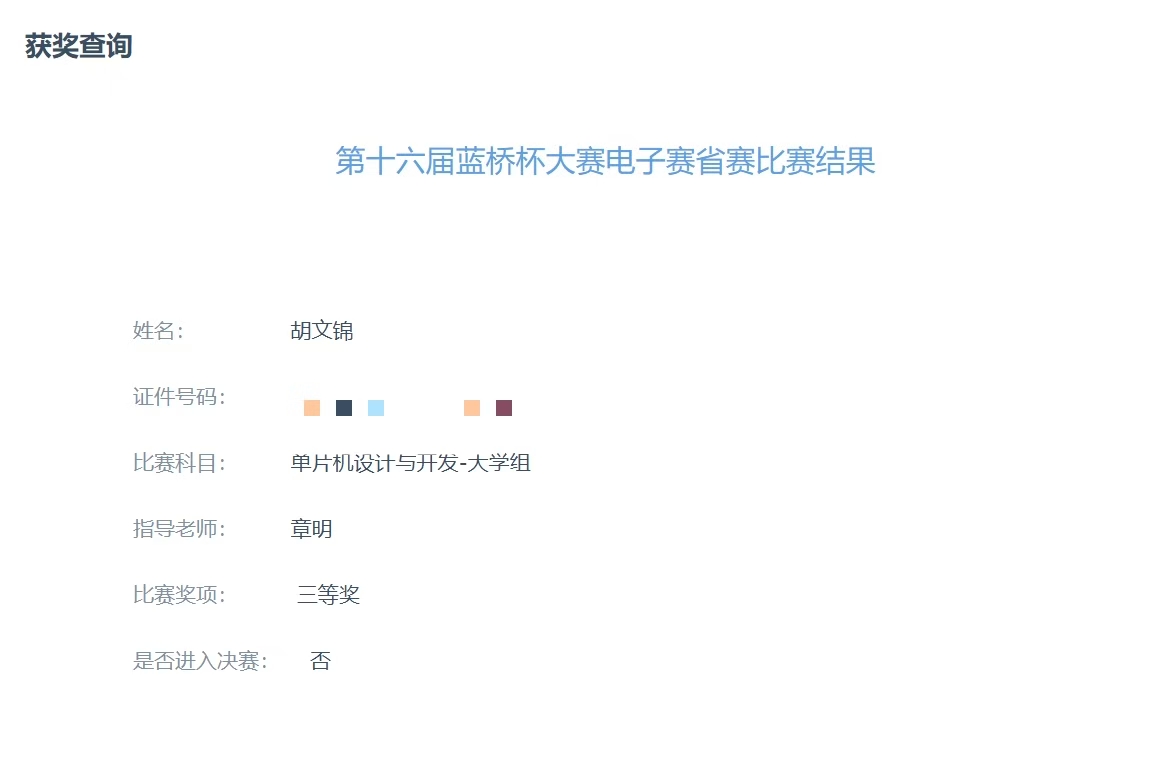 获奖查询
第十六届蓝桥杯大赛电子赛省赛比赛结果
姓名: 胡文锦
证件号码:
比赛科目: 单片机设计与开发-大学组
指导老师: 章明
比赛奖项: 三等奖
是否进入决赛: 否